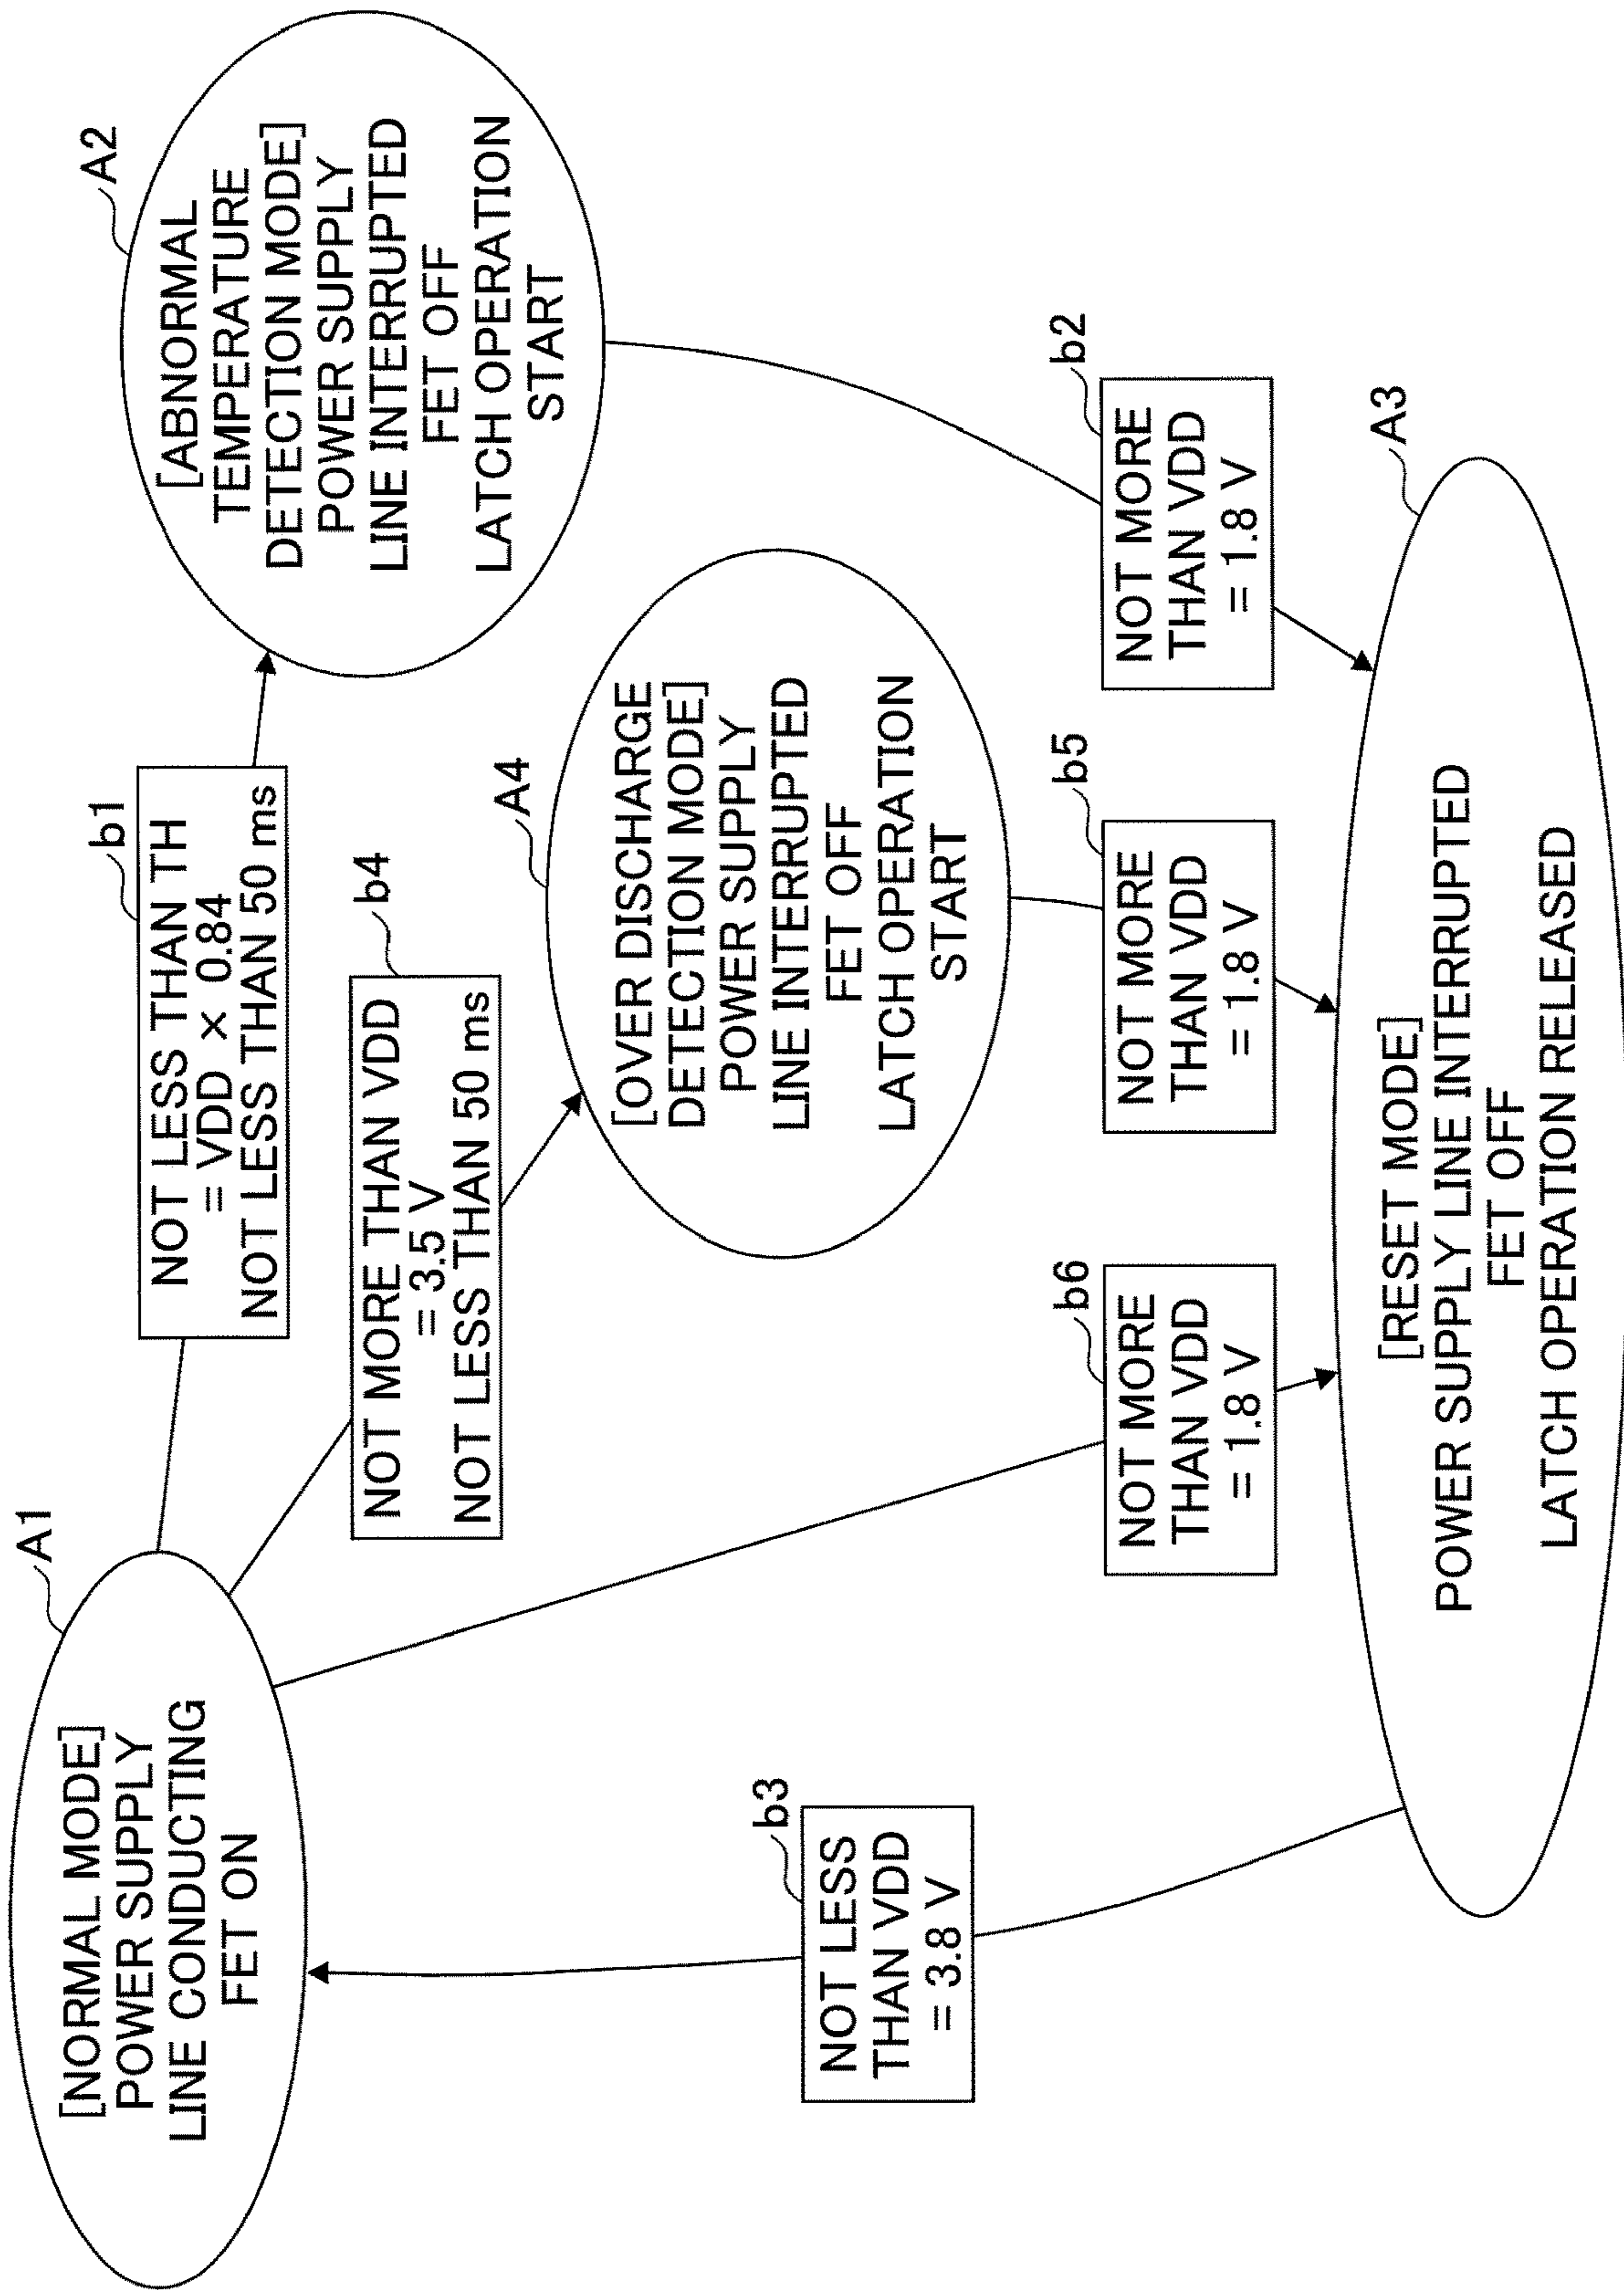 A1
[NORMAL MODE]
POWER SUPPLY
LINE CONDUCTING
FET ON
b1
NOT LESS THAN TH
= VDD × 0.84
NOT LESS THAN 50 ms
A2
[ABNORMAL
TEMPERATURE
DETECTION MODE]
POWER SUPPLY
LINE INTERRUPTED
FET OFF
LATCH OPERATION
START
b4
NOT MORE THAN VDD
= 3.5 V
NOT LESS THAN 50 ms
A4
[OVER DISCHARGE
DETECTION MODE]
POWER SUPPLY
LINE INTERRUPTED
FET OFF
LATCH OPERATION
START
b3
NOT LESS
THAN VDD
= 3.8 V
b6
NOT MORE
THAN VDD
= 1.8 V
b5
NOT MORE
THAN VDD
= 1.8 V
b2
NOT MORE
THAN VDD
= 1.8 V
A3
[RESET MODE]
POWER SUPPLY LINE INTERRUPTED
FET OFF
LATCH OPERATION RELEASED